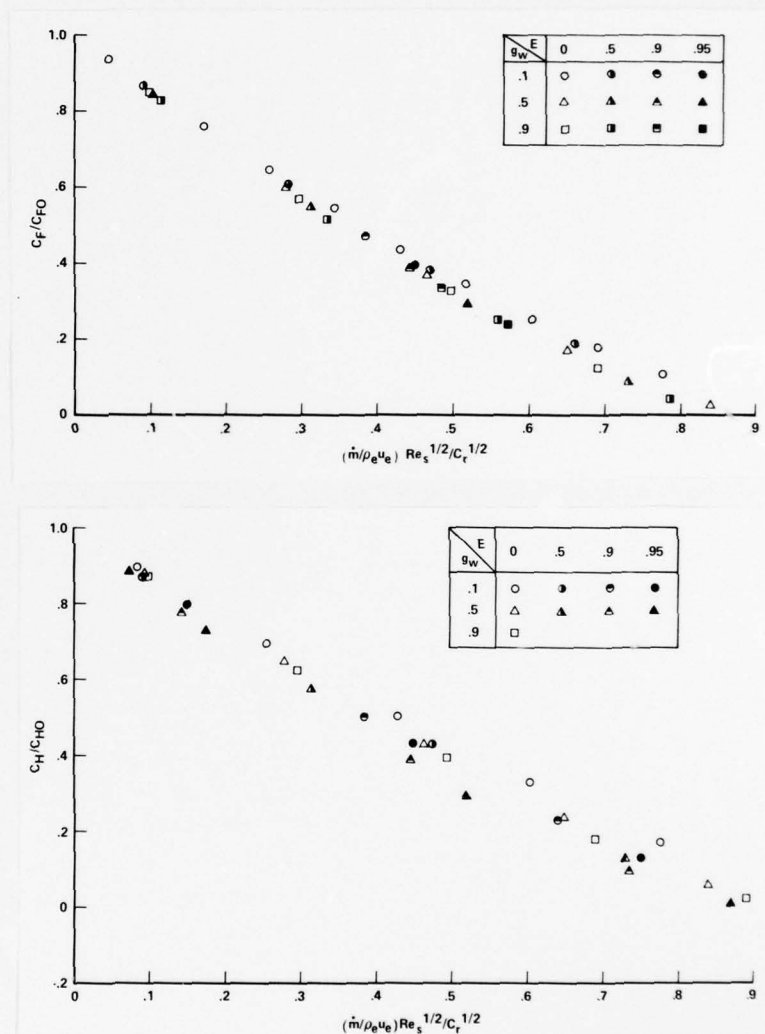 1.0
.8
.6
.4
.2
0
C_F/C_FO
0 .1 .2 .3 .4 .5 .6 .7 .8 .9
(ṁ/ρ_e u_e) Re_s^1/2/C_r^1/2
E
g_w
0 .5 .9 .95
.1
.5
.9
1.0
.8
.6
.4
.2
0
-.2
C_H/C_HO
0 .1 .2 .3 .4 .5 .6 .7 .8 .9
(ṁ/ρ_e u_e) Re_s^1/2/C_r^1/2
E
g_w
0 .5 .9 .95
.1
.5
.9